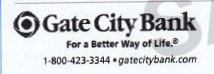 Gate City Bank
For a Better Way of Life.®
1-800-423-3344 • gatecitybank.com